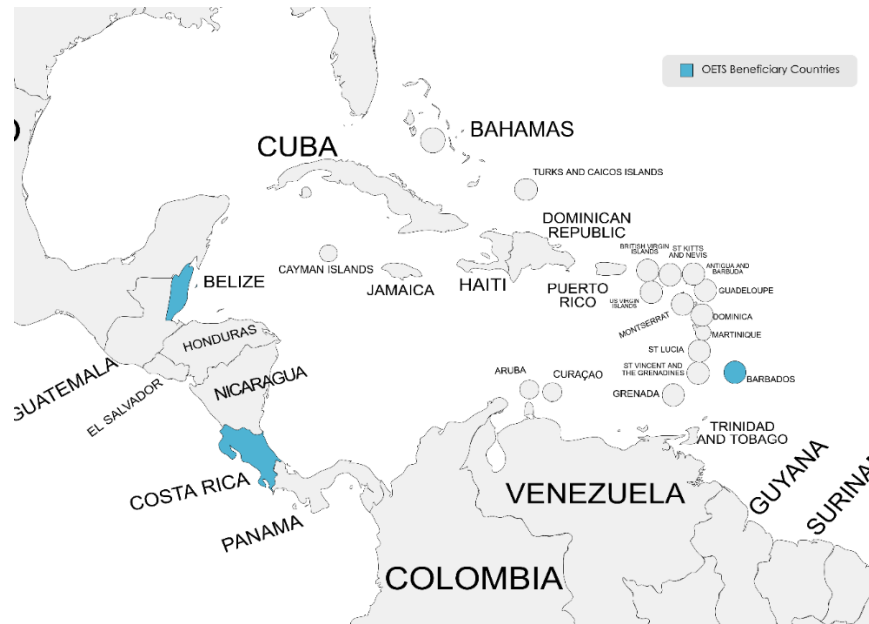 OETS Beneficiary Countries
BAHAMAS
CUBA
TURKS AND CAICOS ISLANDS
DOMINICAN
REPUBLIC
BRITISH VIRGIN
ISLANDS
ST KITTS
AND NEVIS
ANTIGUA AND
BARBUDA
CAYMAN ISLANDS
BELIZE
JAMAICA
HAITI
PUERTO
RICO
US VIRGIN
ISLANDS
GUADELOUPE
MONTSERRAT
DOMINICA
MARTINIQUE
HONDURAS
ST LUCIA
GUATEMALA
EL SALVADOR
NICARAGUA
ARUBA
CURAÇAO
ST VINCENT AND
THE GRENADINES
BARBADOS
GRENADA
TRINIDAD
AND TOBAGO
COSTA RICA
PANAMA
VENEZUELA
GUYANA
SURINA
COLOMBIA